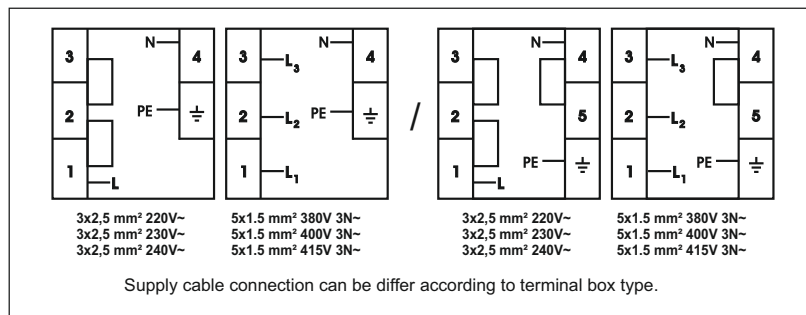 3 N 4
2 PE ⏚
1 L
3x2,5 mm² 220V~
3x2,5 mm² 230V~
3x2,5 mm² 240V~
3 L3 N 4
2 L2 PE ⏚
1 L1
5x1.5 mm² 380V 3N~
5x1.5 mm² 400V 3N~
5x1.5 mm² 415V 3N~
/
3 N 4
2 5
1 L PE ⏚
3x2,5 mm² 220V~
3x2,5 mm² 230V~
3x2,5 mm² 240V~
3 L3 N 4
2 L2 5
1 L1 PE ⏚
5x1.5 mm² 380V 3N~
5x1.5 mm² 400V 3N~
5x1.5 mm² 415V 3N~
Supply cable connection can be differ according to terminal box type.